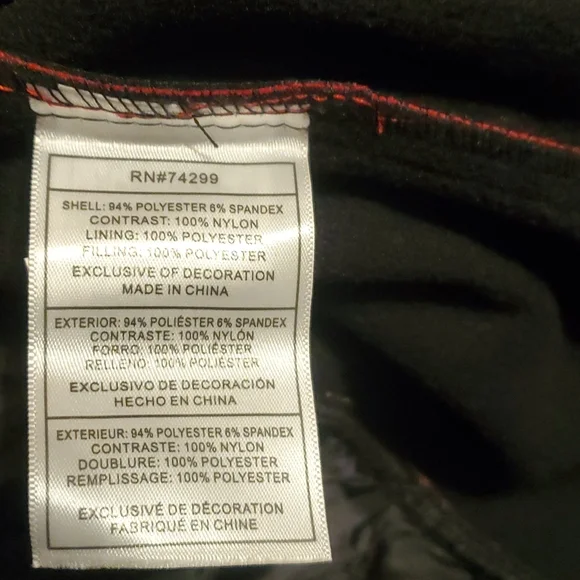 RN#74299
SHELL: 94% POLYESTER 6% SPANDEX
CONTRAST: 100% NYLON
LINING: 100% POLYESTER
FILLING: 100% POLYESTER
EXCLUSIVE OF DECORATION
MADE IN CHINA
EXTERIOR: 94% POLIÉSTER 6% SPANDEX
CONTRASTE: 100% NYLÓN
FORRO: 100% POLIÉSTER
RELLENO: 100% POLIÉSTER
EXCLUSIVO DE DECORACIÓN
HECHO EN CHINA
EXTERIEUR: 94% POLYESTER 6% SPANDEX
CONTRASTE: 100% NYLON
DOUBLURE: 100% POLYESTER
REMPLISSAGE: 100% POLYESTER
EXCLUSIVÉ DE DÉCORATION
FABRIQUÉ EN CHINE